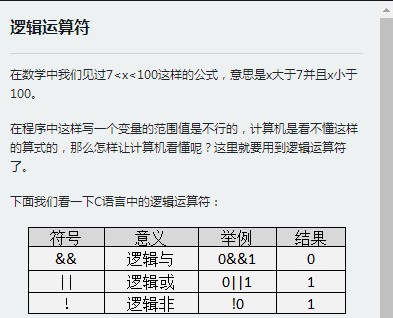 逻辑运算符
在数学中我们见过7<x<100这样的公式，意思是x大于7并且x小于
100。
在程序中这样写一个变量的范围值是不行的，计算机是看不懂这样
的算式的，那么怎样让计算机看懂呢？这里就要用到逻辑运算符
了。
下面我们看一下C语言中的逻辑运算符：
符号 意义 举例 结果
&& 逻辑与 0&&1 0
|| 逻辑或 0||1 1
! 逻辑非 !0 1